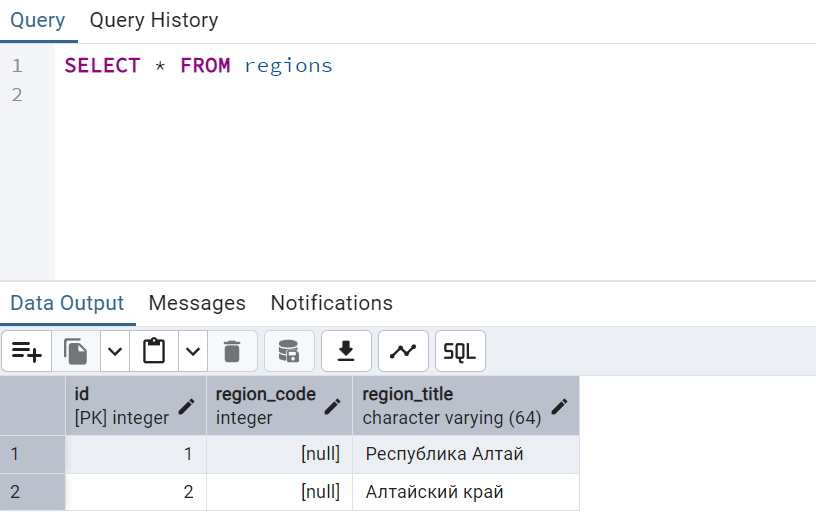 Query Query History
1 SELECT * FROM regions
2
Data Output Messages Notifications
SQL
id region_code region_title
[PK] integer integer character varying (64)
1 1 [null] Республика Алтай
2 2 [null] Алтайский край